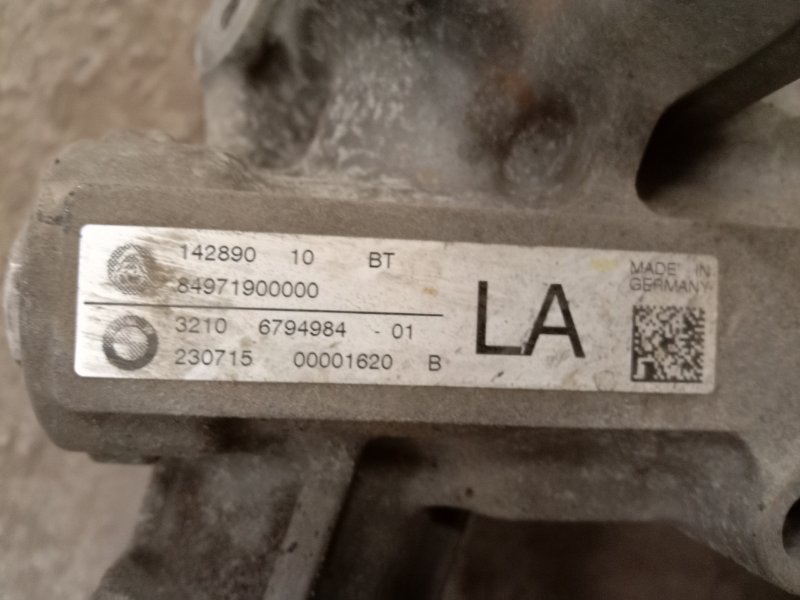 142890 10 BT
84971900000
3210 6794984 - 01
230715 00001620 B
LA
MADE IN
GERMANY